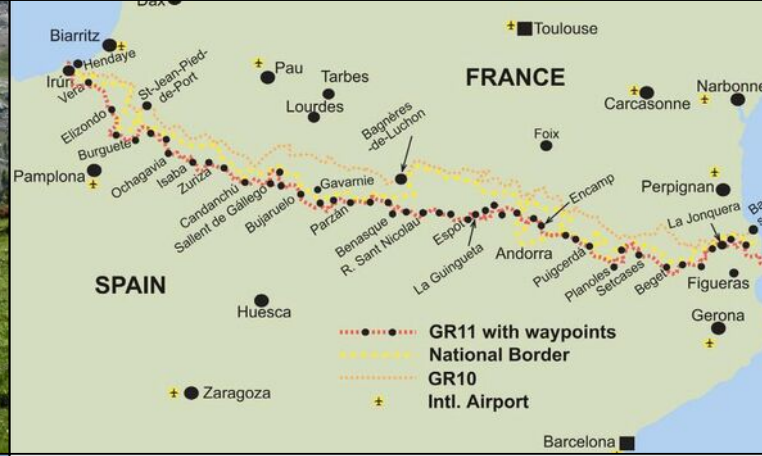 Dax
Biarritz
Hendaye
Irún
Vera
Elizondo
Burguete
St-Jean-Pied-
de-Port
Pamplona
Ochagavia
Isaba
Zuriza
Candanchú
Sallent de Gállego
Bujaruelo
Gavarnie
Parzán
Benasque
R. Sant Nicolau
Espot
La Guingueta
Pau
Tarbes
Lourdes
Bagnères
-de-Luchon
Toulouse
FRANCE
Carcasonne
Narbonne
Foix
Perpignan
Encamp
Andorra
La Jonquera
Puigcerdá
Planoles
Setcases
Beget
Figueras
Gerona
SPAIN
Huesca
Zaragoza
Barcelona
GR11 with waypoints
National Border
GR10
Intl. Airport